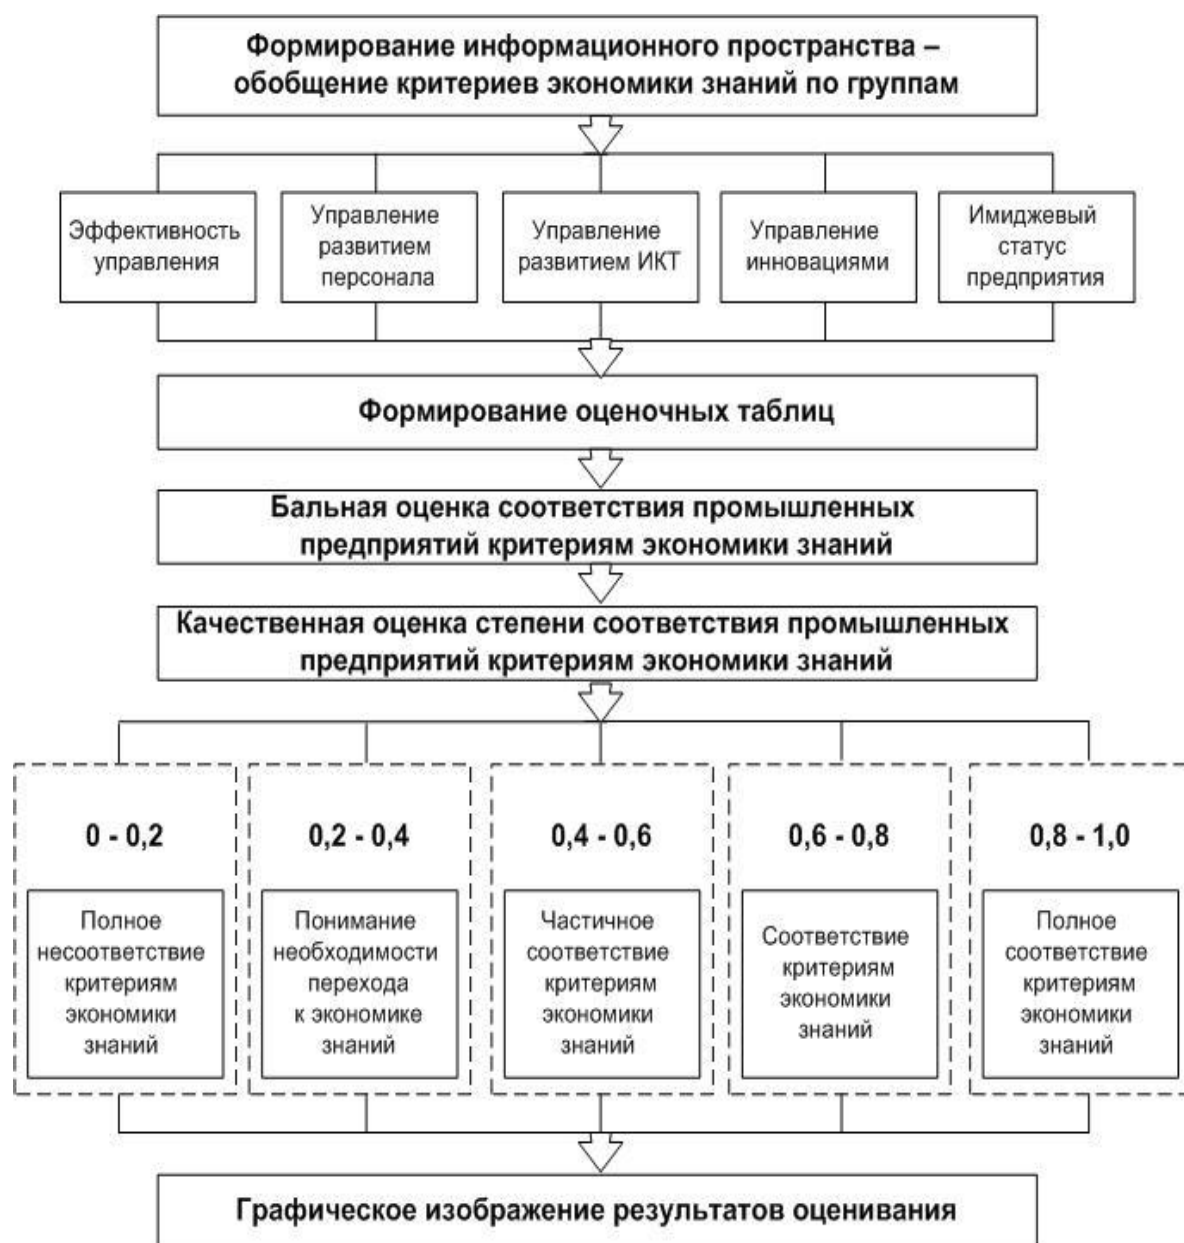 Формирование информационного пространства –
обобщение критериев экономики знаний по группам
Эффективность
управления
Управление
развитием
персонала
Управление
развитием ИКТ
Управление
инновациями
Имиджевый
статус
предприятия
Формирование оценочных таблиц
Бальная оценка соответствия промышленных
предприятий критериям экономики знаний
Качественная оценка степени соответствия промышленных
предприятий критериям экономики знаний
0 - 0,2
Полное
несоответствие
критериям
экономики
знаний
0,2 - 0,4
Понимание
необходимости
перехода
к экономике
знаний
0,4 - 0,6
Частичное
соответствие
критериям
экономики
знаний
0,6 - 0,8
Соответствие
критериям
экономики
знаний
0,8 - 1,0
Полное
соответствие
критериям
экономики
знаний
Графическое изображение результатов оценивания